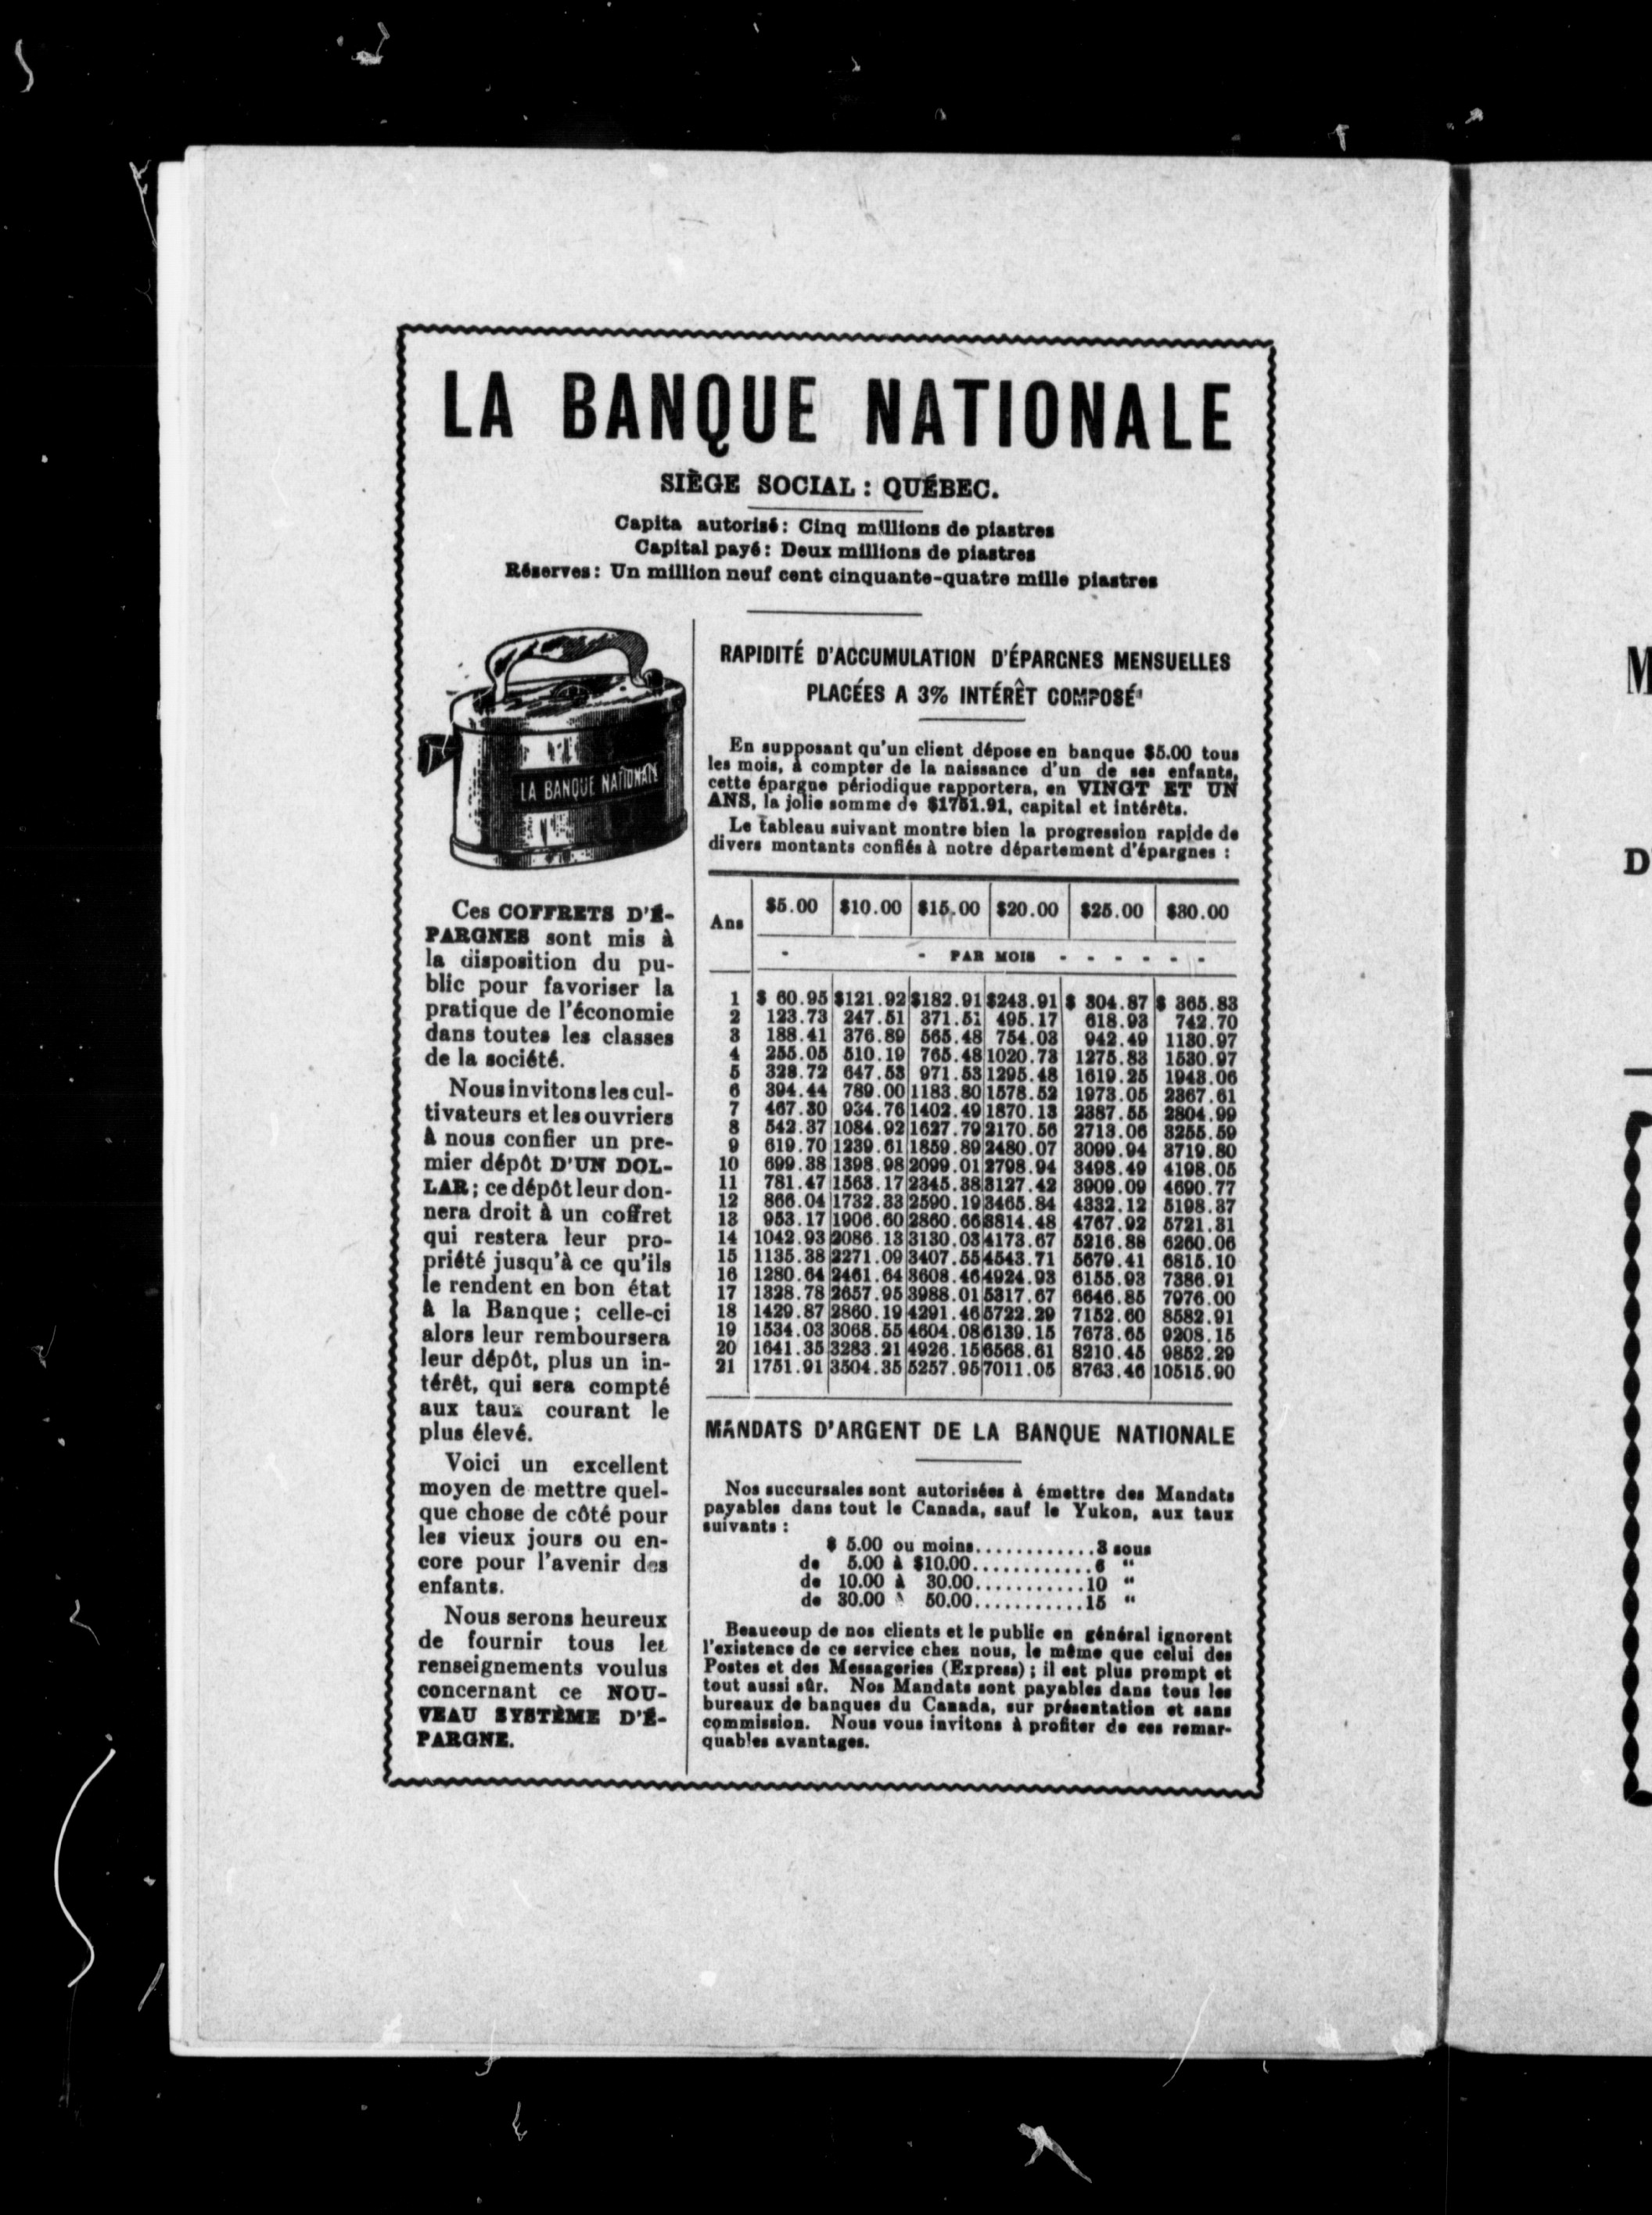 LA BANQUE NATIONALE
SIÈGE SOCIAL : QUÉBEC.
Capita autorisé : Cinq millions de piastres
Capital payé : Deux millions de piastres
Réserves : Un million neuf cent cinquante-quatre mille piastres
LA BANQUE NATIONALE
Ces COFFRETS D'É-
PARGNES sont mis à
la disposition du pu-
blic pour favoriser la
pratique de l'économie
dans toutes les classes
de la société.
Nous invitons les cul-
tivateurs et les ouvriers
à nous confier un pre-
mier dépôt D'UN DOL-
LAR ; ce dépôt leur don-
nera droit à un coffret
qui restera leur pro-
priété jusqu'à ce qu'ils
le rendent en bon état
à la Banque ; celle-ci
alors leur remboursera
leur dépôt, plus un in-
térêt, qui sera compté
aux taux courant le
plus élevé.
Voici un excellent
moyen de mettre quel-
que chose de côté pour
les vieux jours ou en-
core pour l'avenir des
enfants.
Nous serons heureux
de fournir tous les
renseignements voulus
concernant ce NOU-
VEAU SYSTÈME D'É-
PARGNE.
RAPIDITÉ D'ACCUMULATION D'ÉPARGNES MENSUELLES
PLACÉES A 3% INTÉRÊT COMPOSÉ
En supposant qu'un client dépose en banque $5.00 tous
les mois, à compter de la naissance d'un de ses enfants,
cette épargne périodique rapportera, en VINGT ET UN
ANS, la jolie somme de $1751.91, capital et intérêts.
Le tableau suivant montre bien la progression rapide de
divers montants confiés à notre département d'épargnes :
Ans $5.00 $10.00 $15.00 $20.00 $25.00 $30.00
- - PAR MOIS - - - - - -
1 $ 60.95 $121.92 $182.91 $243.91 $ 304.87 $ 365.83
2 123.73 247.51 371.51 495.17 618.93 742.70
3 188.41 376.89 565.48 754.03 942.49 1130.97
4 255.05 510.19 765.48 1020.73 1275.83 1530.97
5 323.72 647.53 971.53 1295.48 1619.25 1943.06
6 394.44 789.00 1183.80 1578.52 1973.05 2367.61
7 467.30 934.76 1402.49 1870.13 2337.55 2804.99
8 542.37 1084.92 1627.79 2170.56 2713.06 3255.59
9 619.70 1239.61 1859.89 2480.07 3099.94 3719.80
10 699.38 1398.98 2099.01 2798.94 3498.49 4198.05
11 781.47 1563.17 2345.38 3127.42 3909.09 4690.77
12 866.04 1732.33 2590.19 3465.84 4332.12 5198.37
13 953.17 1906.60 2860.66 3814.48 4767.92 5721.31
14 1042.93 2086.13 3130.03 4173.67 5216.88 6260.06
15 1135.38 2271.09 3407.55 4543.71 5679.41 6815.10
16 1280.64 2461.64 3608.46 4924.93 6155.93 7386.91
17 1328.78 2657.95 3988.01 5317.67 6646.85 7976.00
18 1429.87 2860.19 4291.46 5722.29 7152.60 8582.91
19 1534.03 3068.55 4604.08 6139.15 7673.65 9208.15
20 1641.35 3283.21 4926.15 6568.61 8210.45 9852.29
21 1751.91 3504.35 5257.95 7011.05 8763.46 10515.90
MANDATS D'ARGENT DE LA BANQUE NATIONALE
Nos succursales sont autorisées à émettre des Mandats
payables dans tout le Canada, sauf le Yukon, aux taux
suivants :
$ 5.00 ou moins............3 sous
de 5.00 à $10.00............6 "
de 10.00 à 30.00...........10 "
de 30.00 à 50.00...........15 "
Beaucoup de nos clients et le public en général ignorent
l'existence de ce service chez nous, le même que celui des
Postes et des Messageries (Express) ; il est plus prompt et
tout aussi sûr. Nos Mandats sont payables dans tous les
bureaux de banques du Canada, sur présentation et sans
commission. Nous vous invitons à profiter de ces remar-
quables avantages.
M
D'